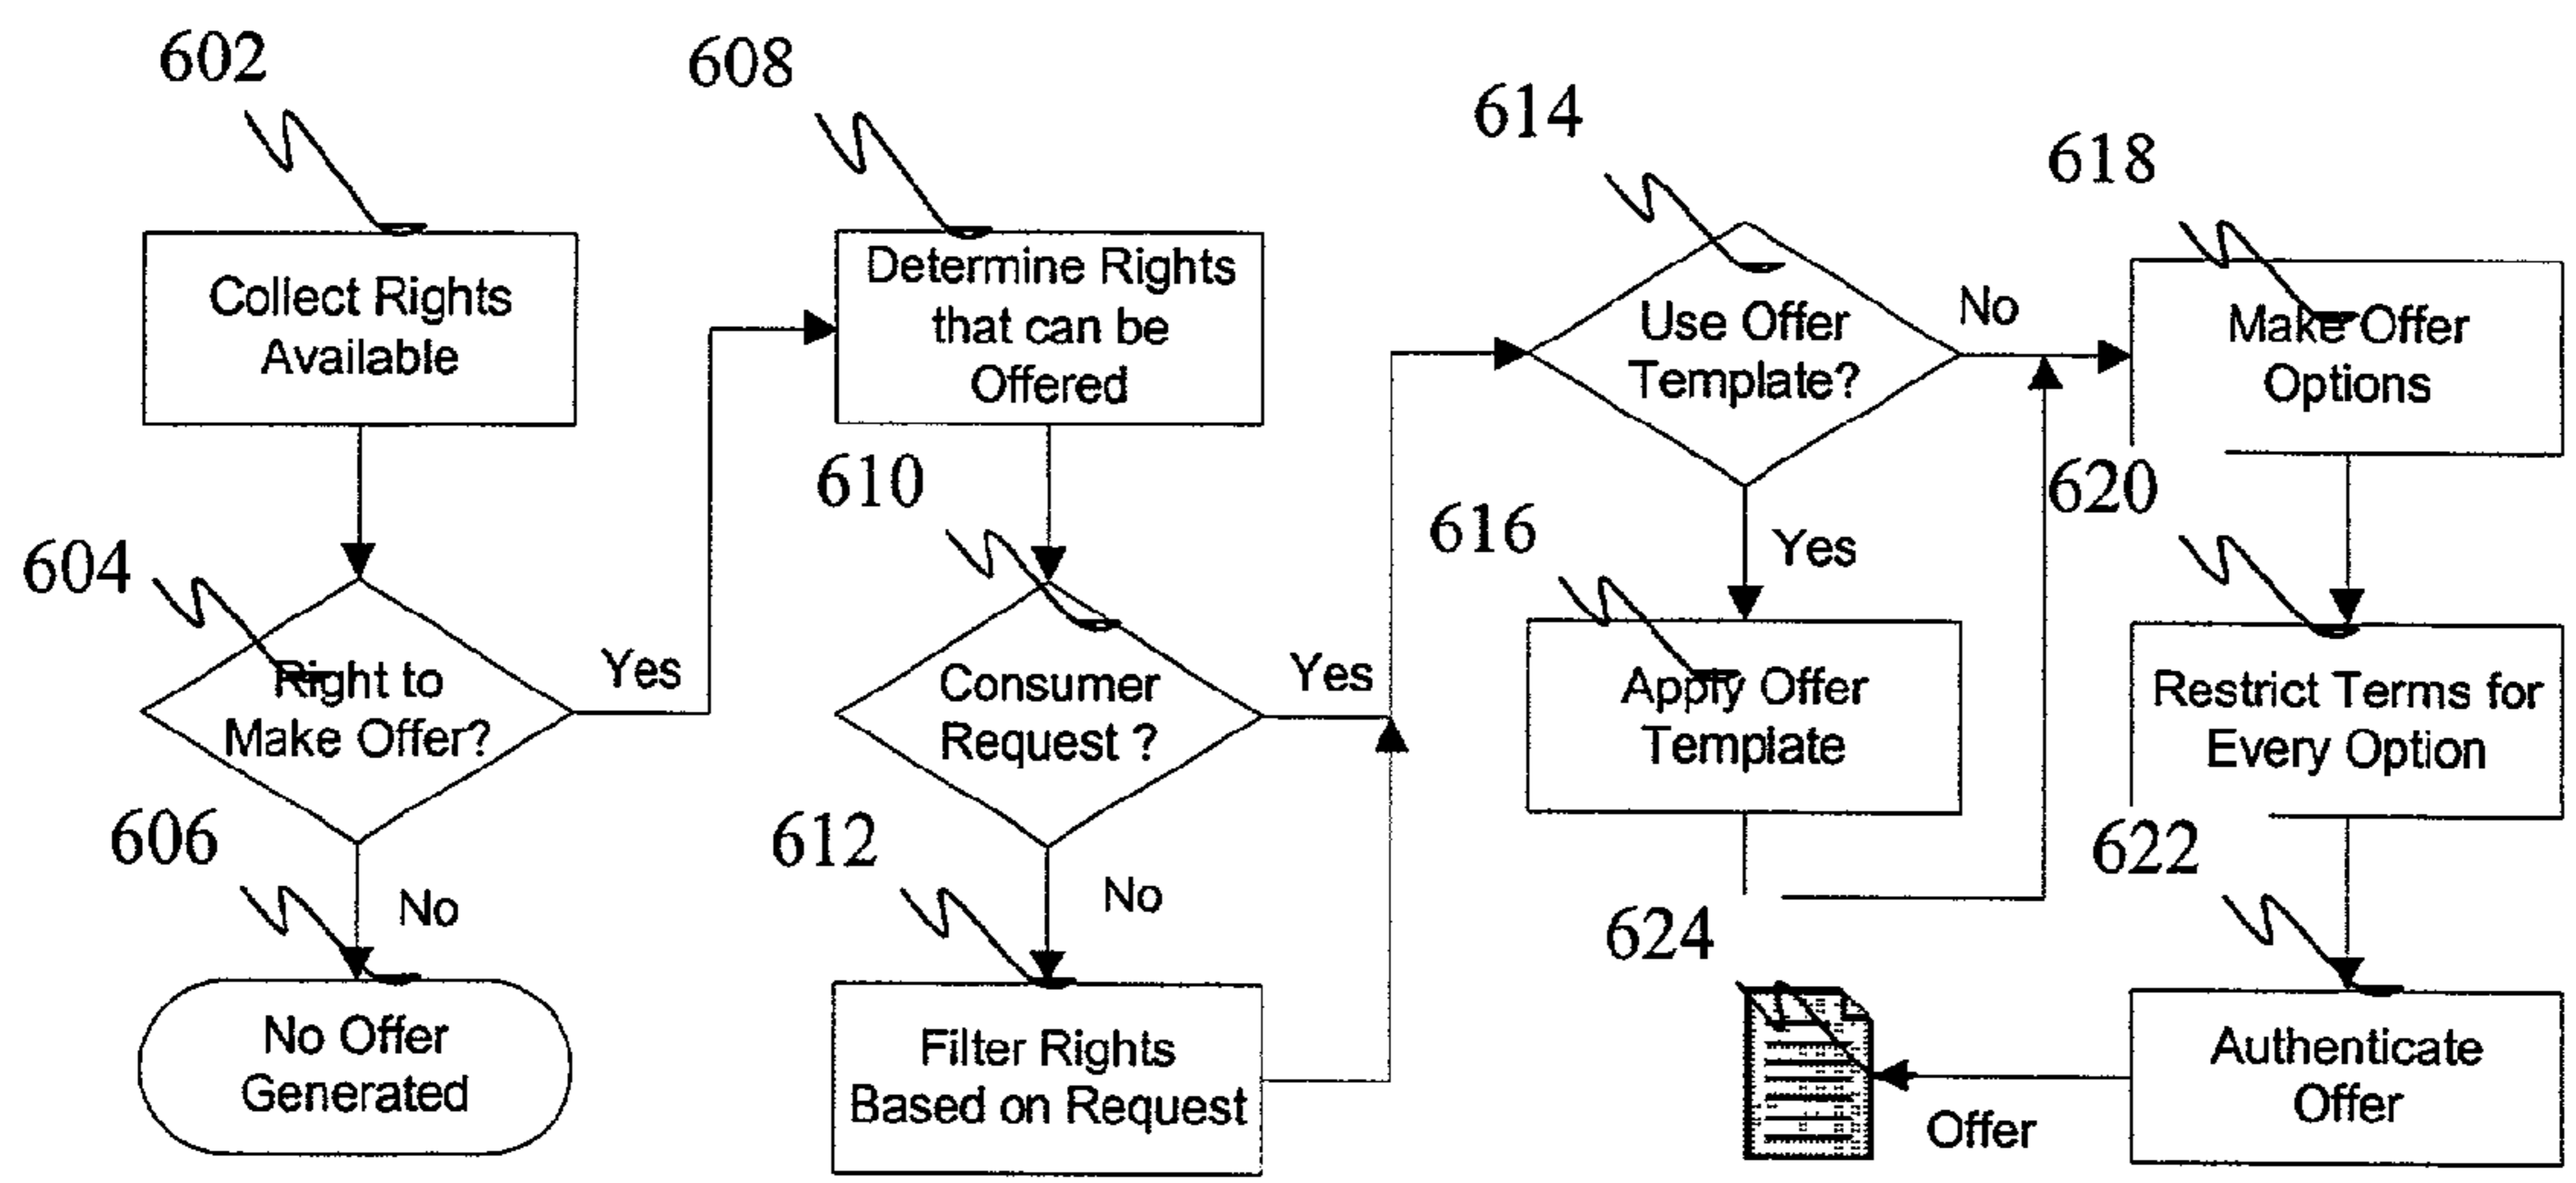 602
Collect Rights
Available
604
Right to
Make Offer?
Yes
606
No
No Offer
Generated
608
Determine Rights
that can be
Offered
610
Consumer
Request ?
Yes
612
No
Filter Rights
Based on Request
614
Use Offer
Template?
No
616
Yes
Apply Offer
Template
618
Make Offer
Options
620
Restrict Terms for
Every Option
622
Authenticate
Offer
624
Offer